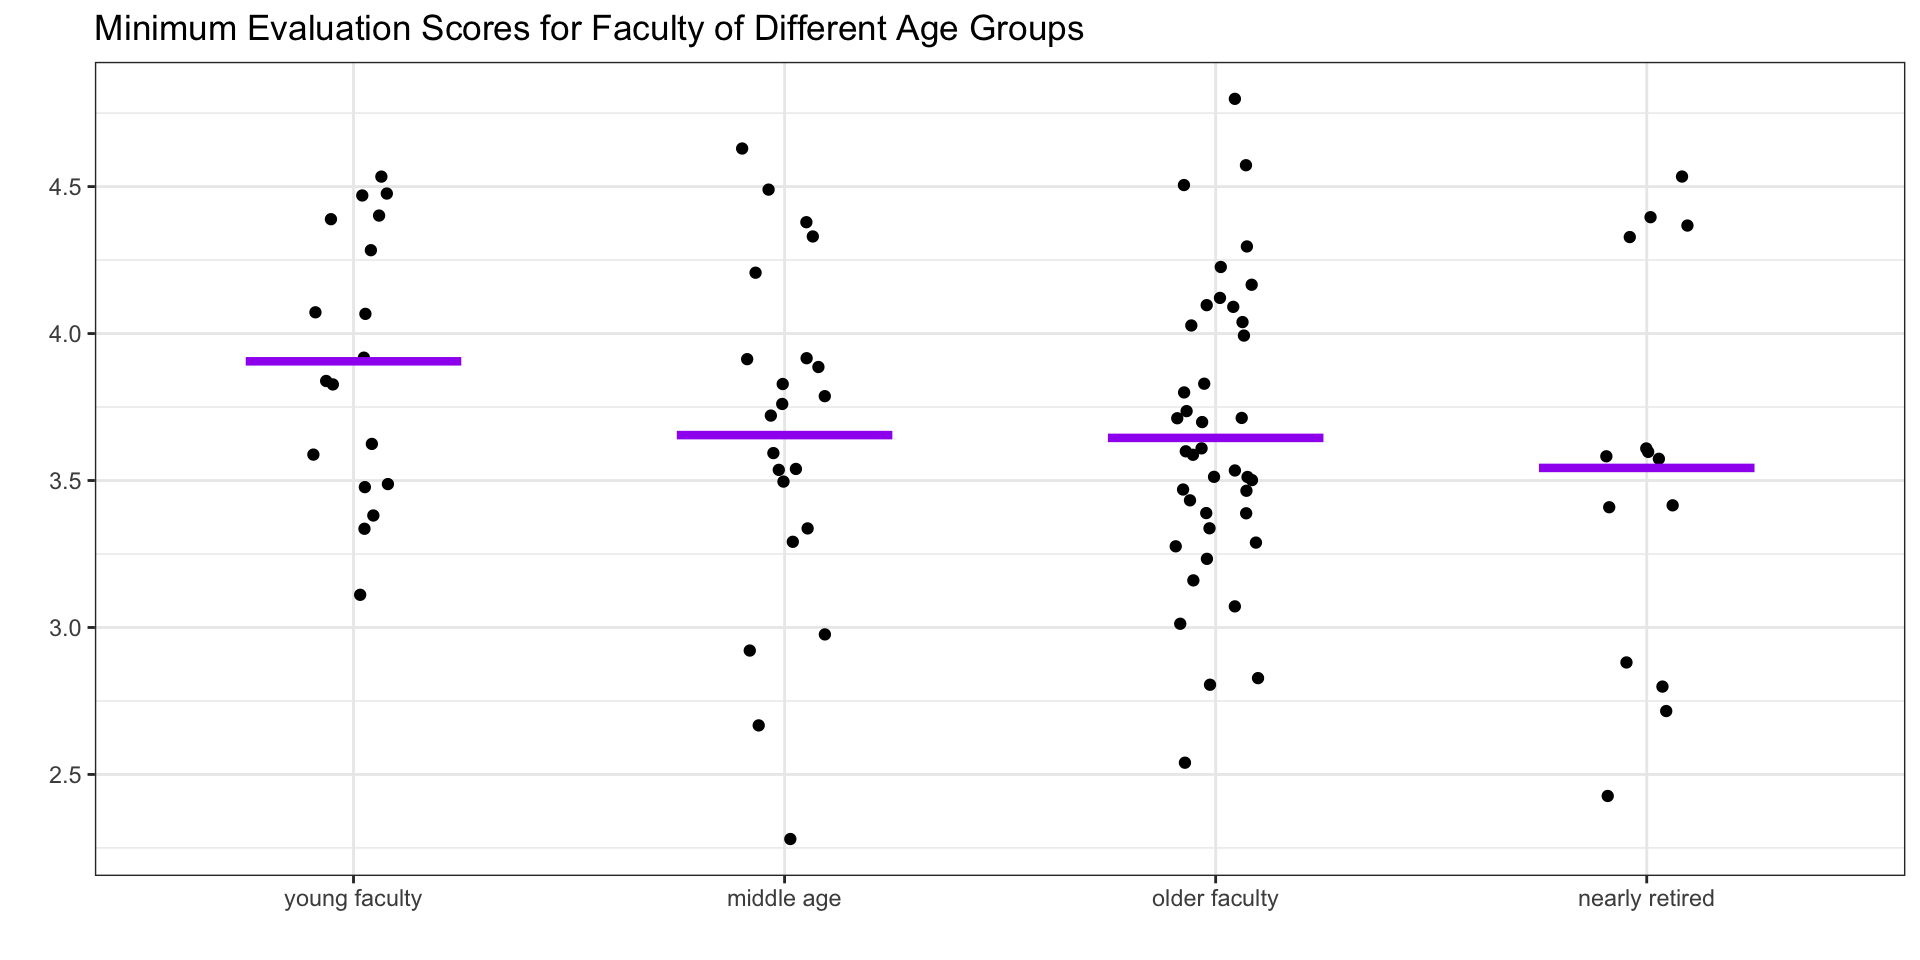 Minimum Evaluation Scores for Faculty of Different Age Groups
4.5
4.0
3.5
3.0
2.5
young faculty middle age older faculty nearly retired